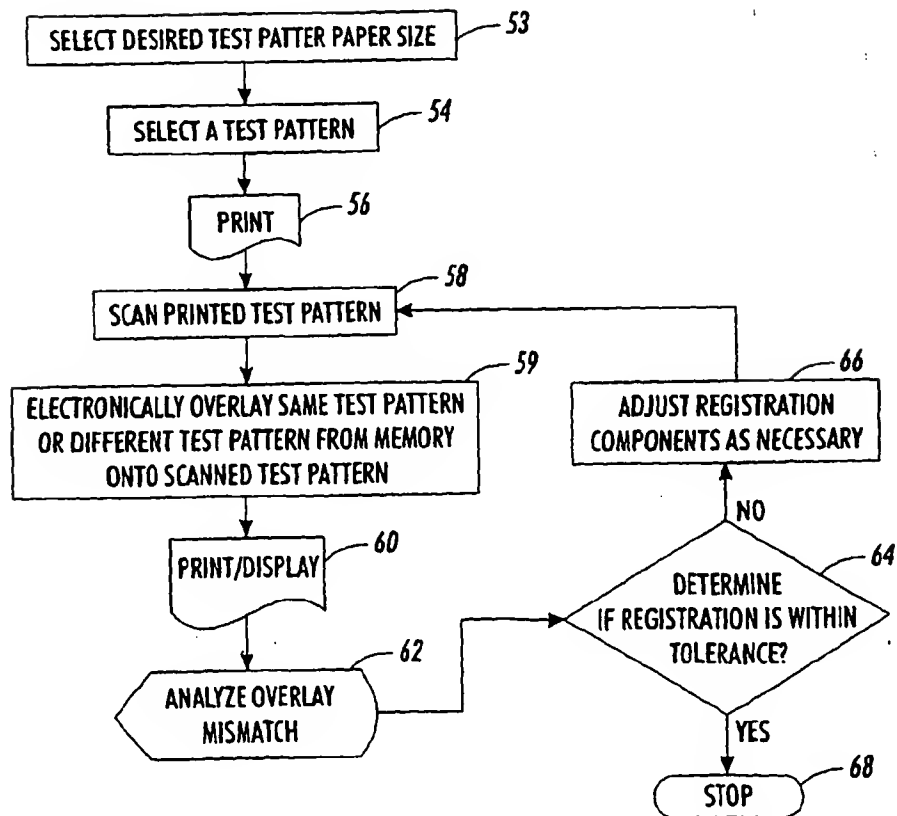 SELECT DESIRED TEST PATTER PAPER SIZE
53
SELECT A TEST PATTERN
54
PRINT
56
SCAN PRINTED TEST PATTERN
58
ELECTRONICALLY OVERLAY SAME TEST PATTERN
OR DIFFERENT TEST PATTERN FROM MEMORY
ONTO SCANNED TEST PATTERN
59
PRINT/DISPLAY
60
ANALYZE OVERLAY
MISMATCH
62
DETERMINE
IF REGISTRATION IS WITHIN
TOLERANCE?
64
NO
ADJUST REGISTRATION
COMPONENTS AS NECESSARY
66
YES
STOP
68